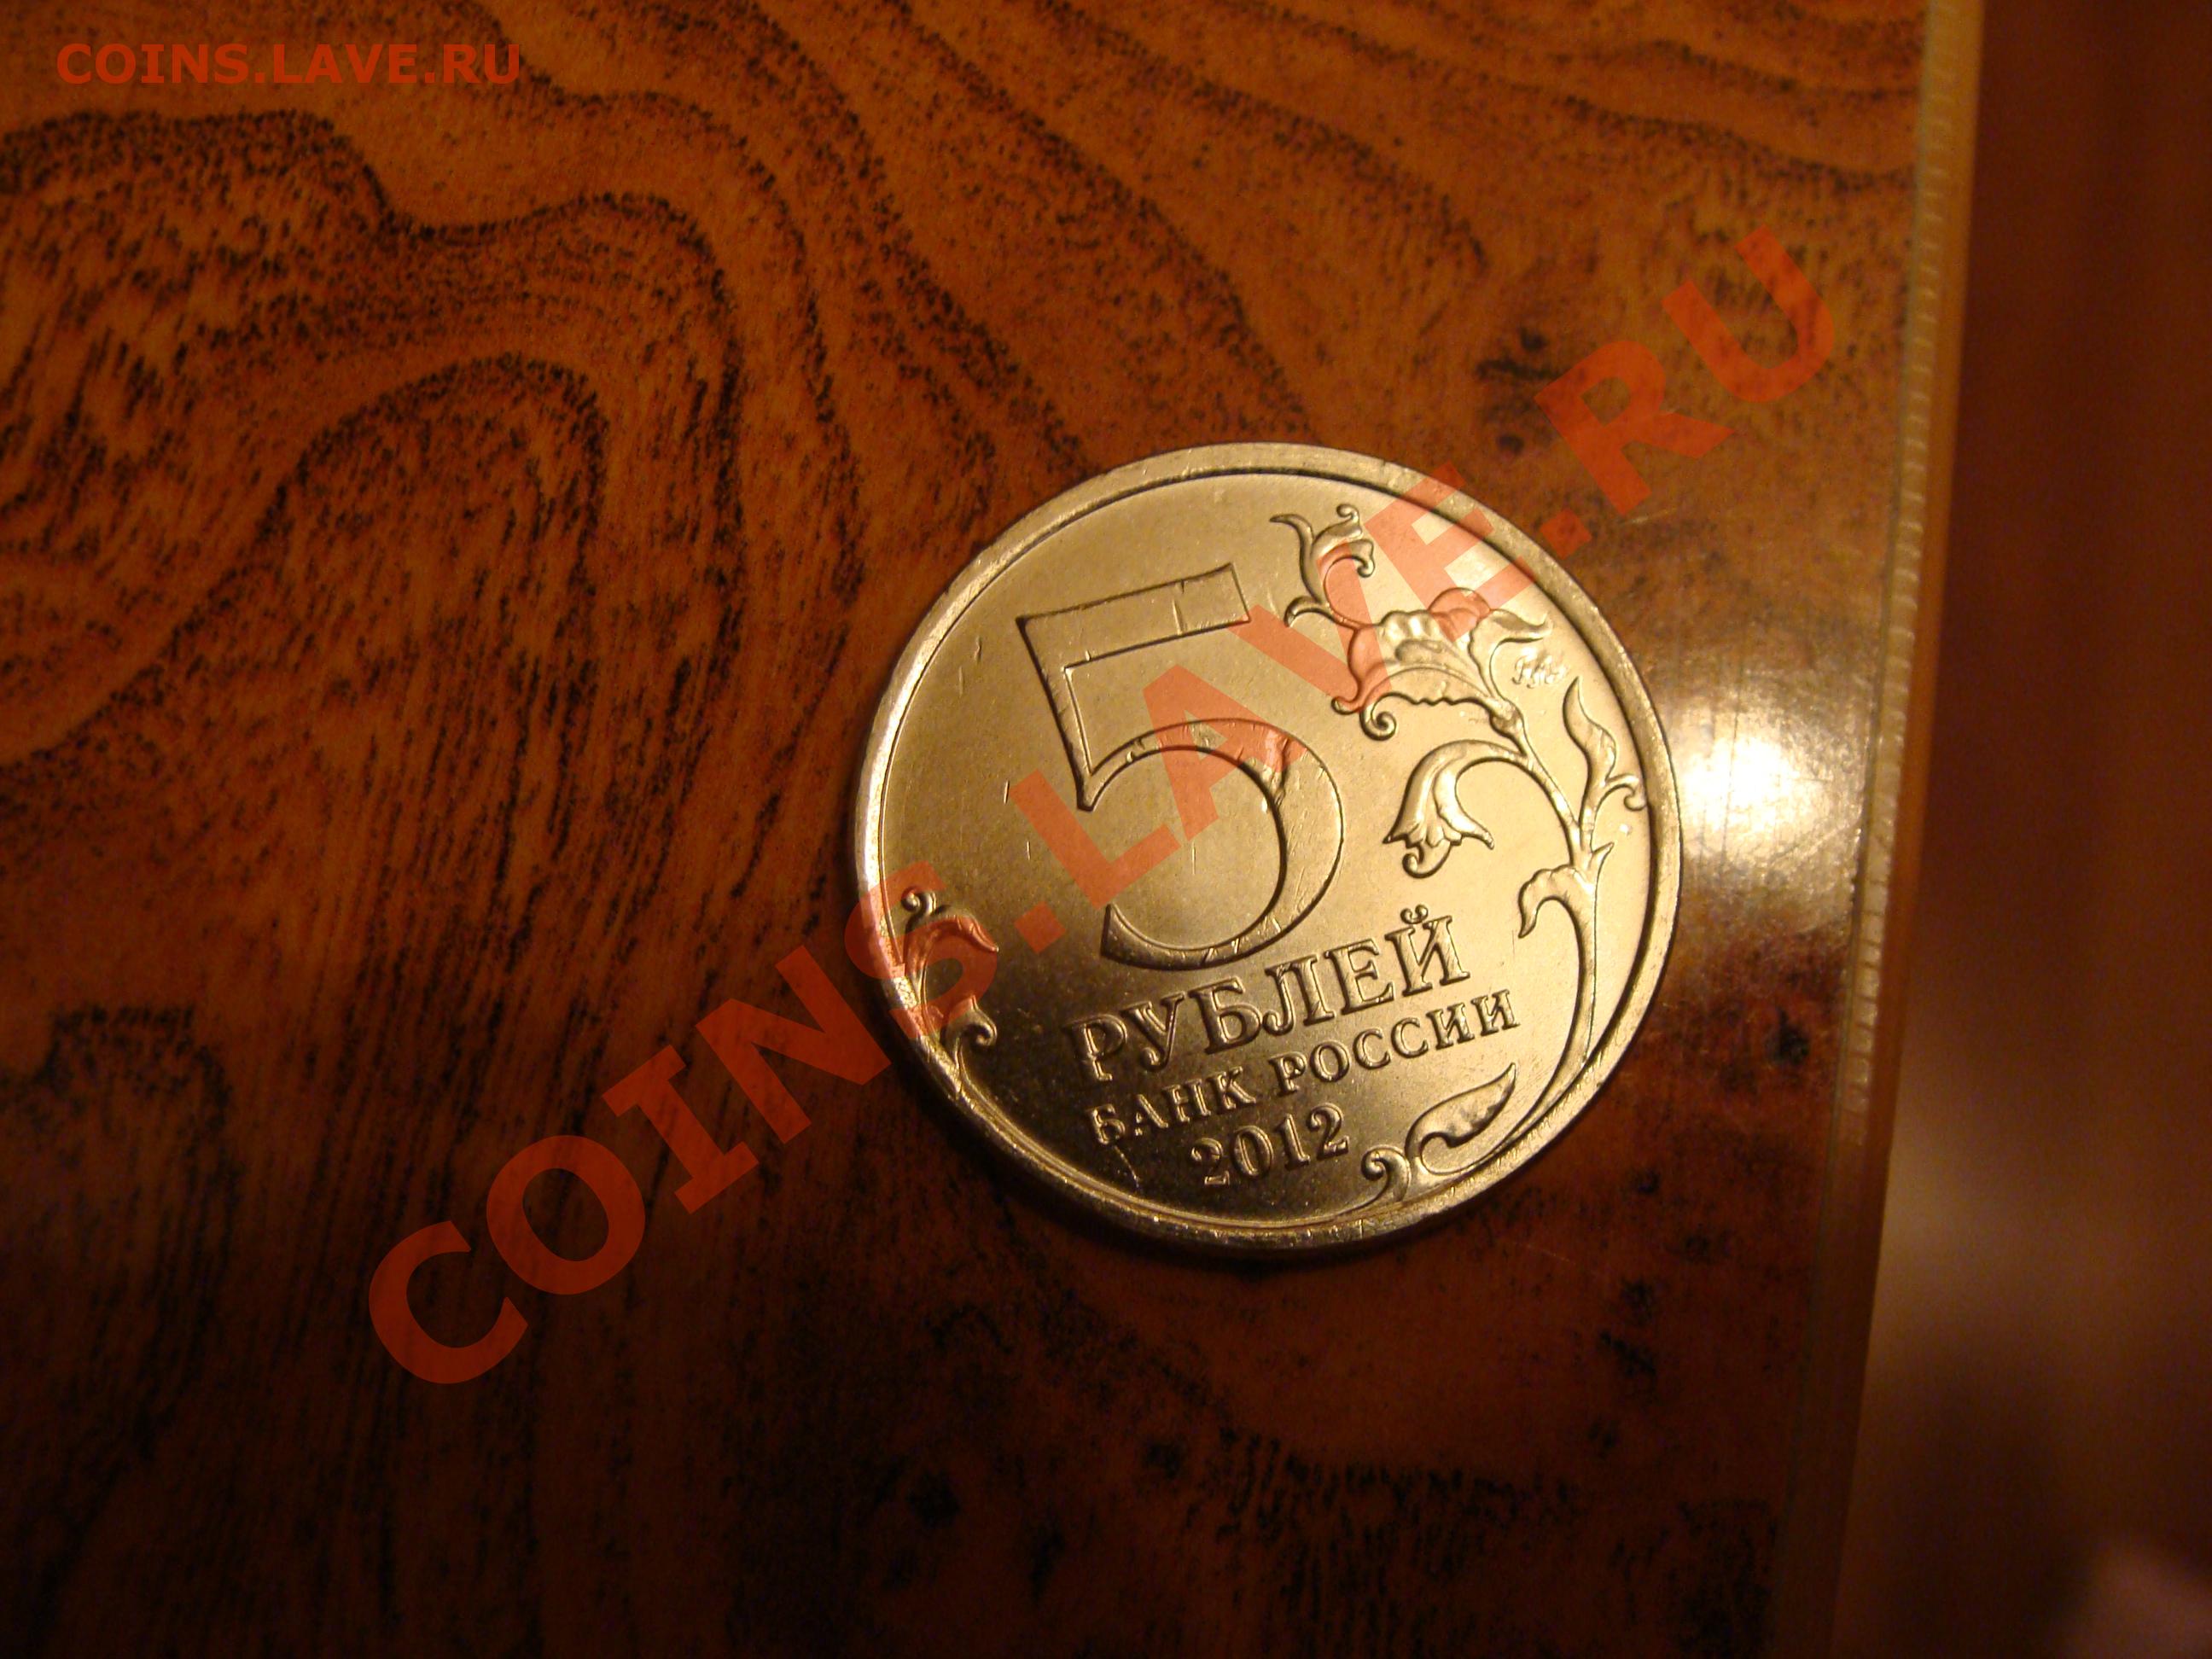 COINS.LAVE.RU
COINS.LAVE.RU
5
РУБЛЕЙ
БАНК РОССИИ
2012